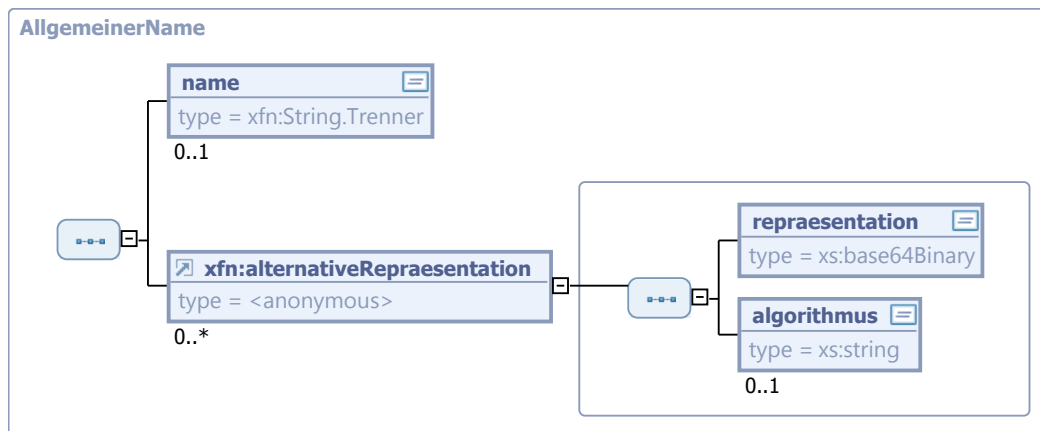 AllgemeinerName
name
type = xfn:String.Trenner
0..1
xfn:alternativeRepraesentation
type = <anonymous>
0..*
repraesentation
type = xs:base64Binary
algorithmus
type = xs:string
0..1